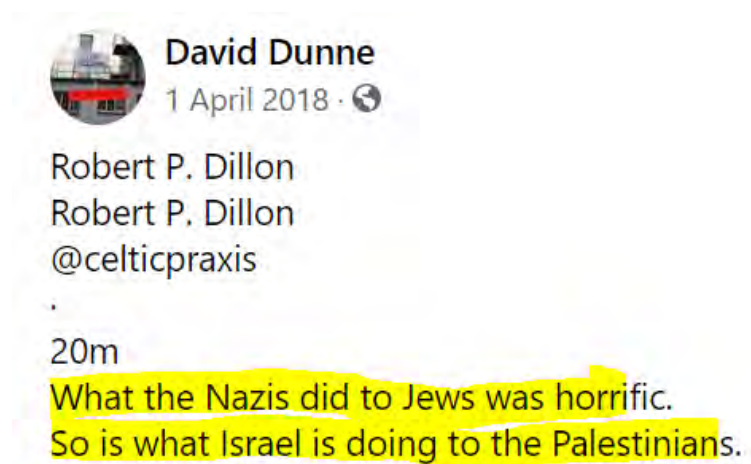 David Dunne
1 April 2018 ·
Robert P. Dillon
Robert P. Dillon
@celticpraxis
.
20m
What the Nazis did to Jews was horrific.
So is what Israel is doing to the Palestinians.